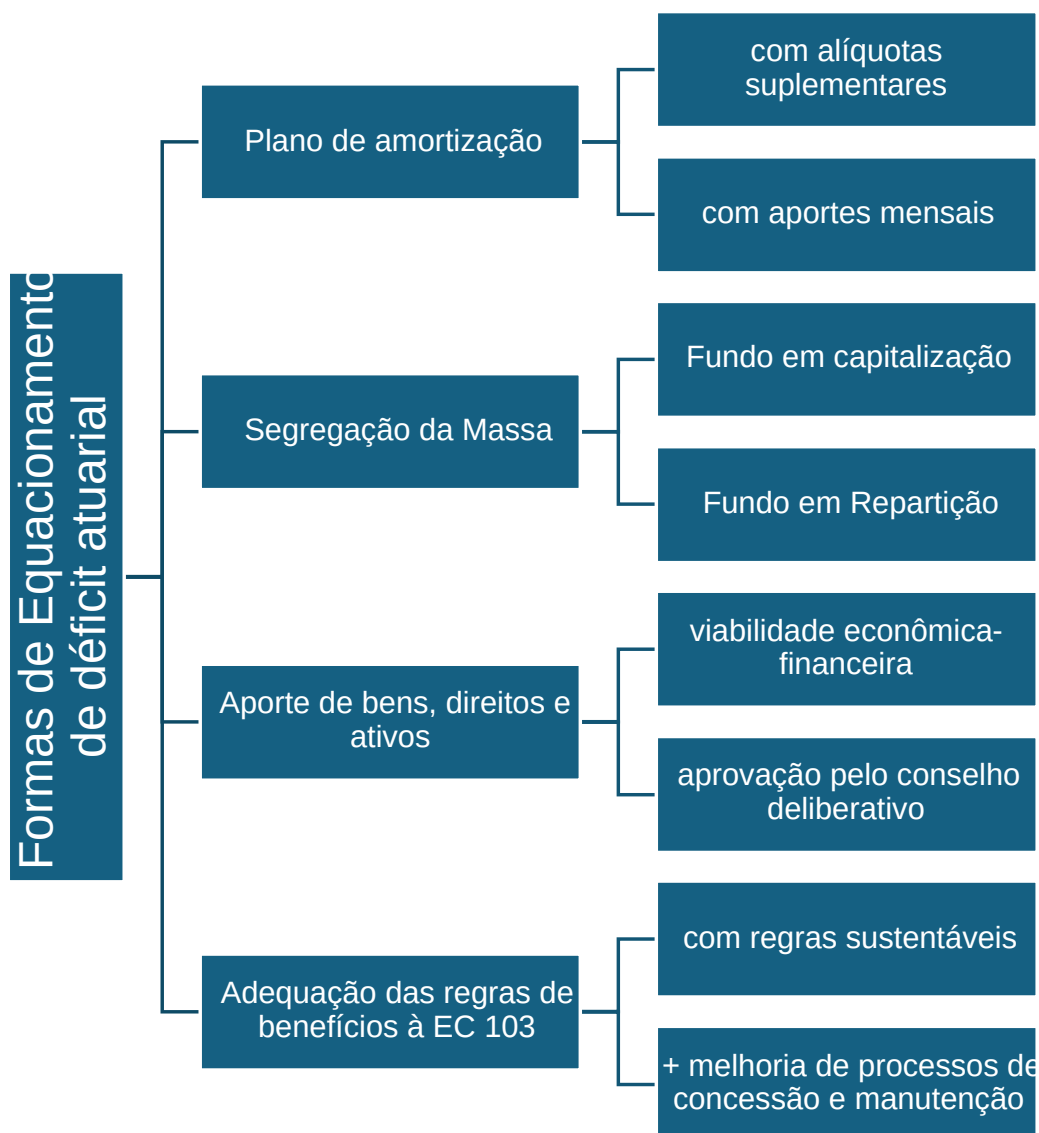 Formas de Equacionamento
de déficit atuarial
Plano de amortização
com alíquotas
suplementares
com aportes mensais
Segregação da Massa
Fundo em capitalização
Fundo em Repartição
Aporte de bens, direitos e
ativos
viabilidade econômica-
financeira
aprovação pelo conselho
deliberativo
Adequação das regras de
benefícios à EC 103
com regras sustentáveis
+ melhoria de processos de
concessão e manutenção